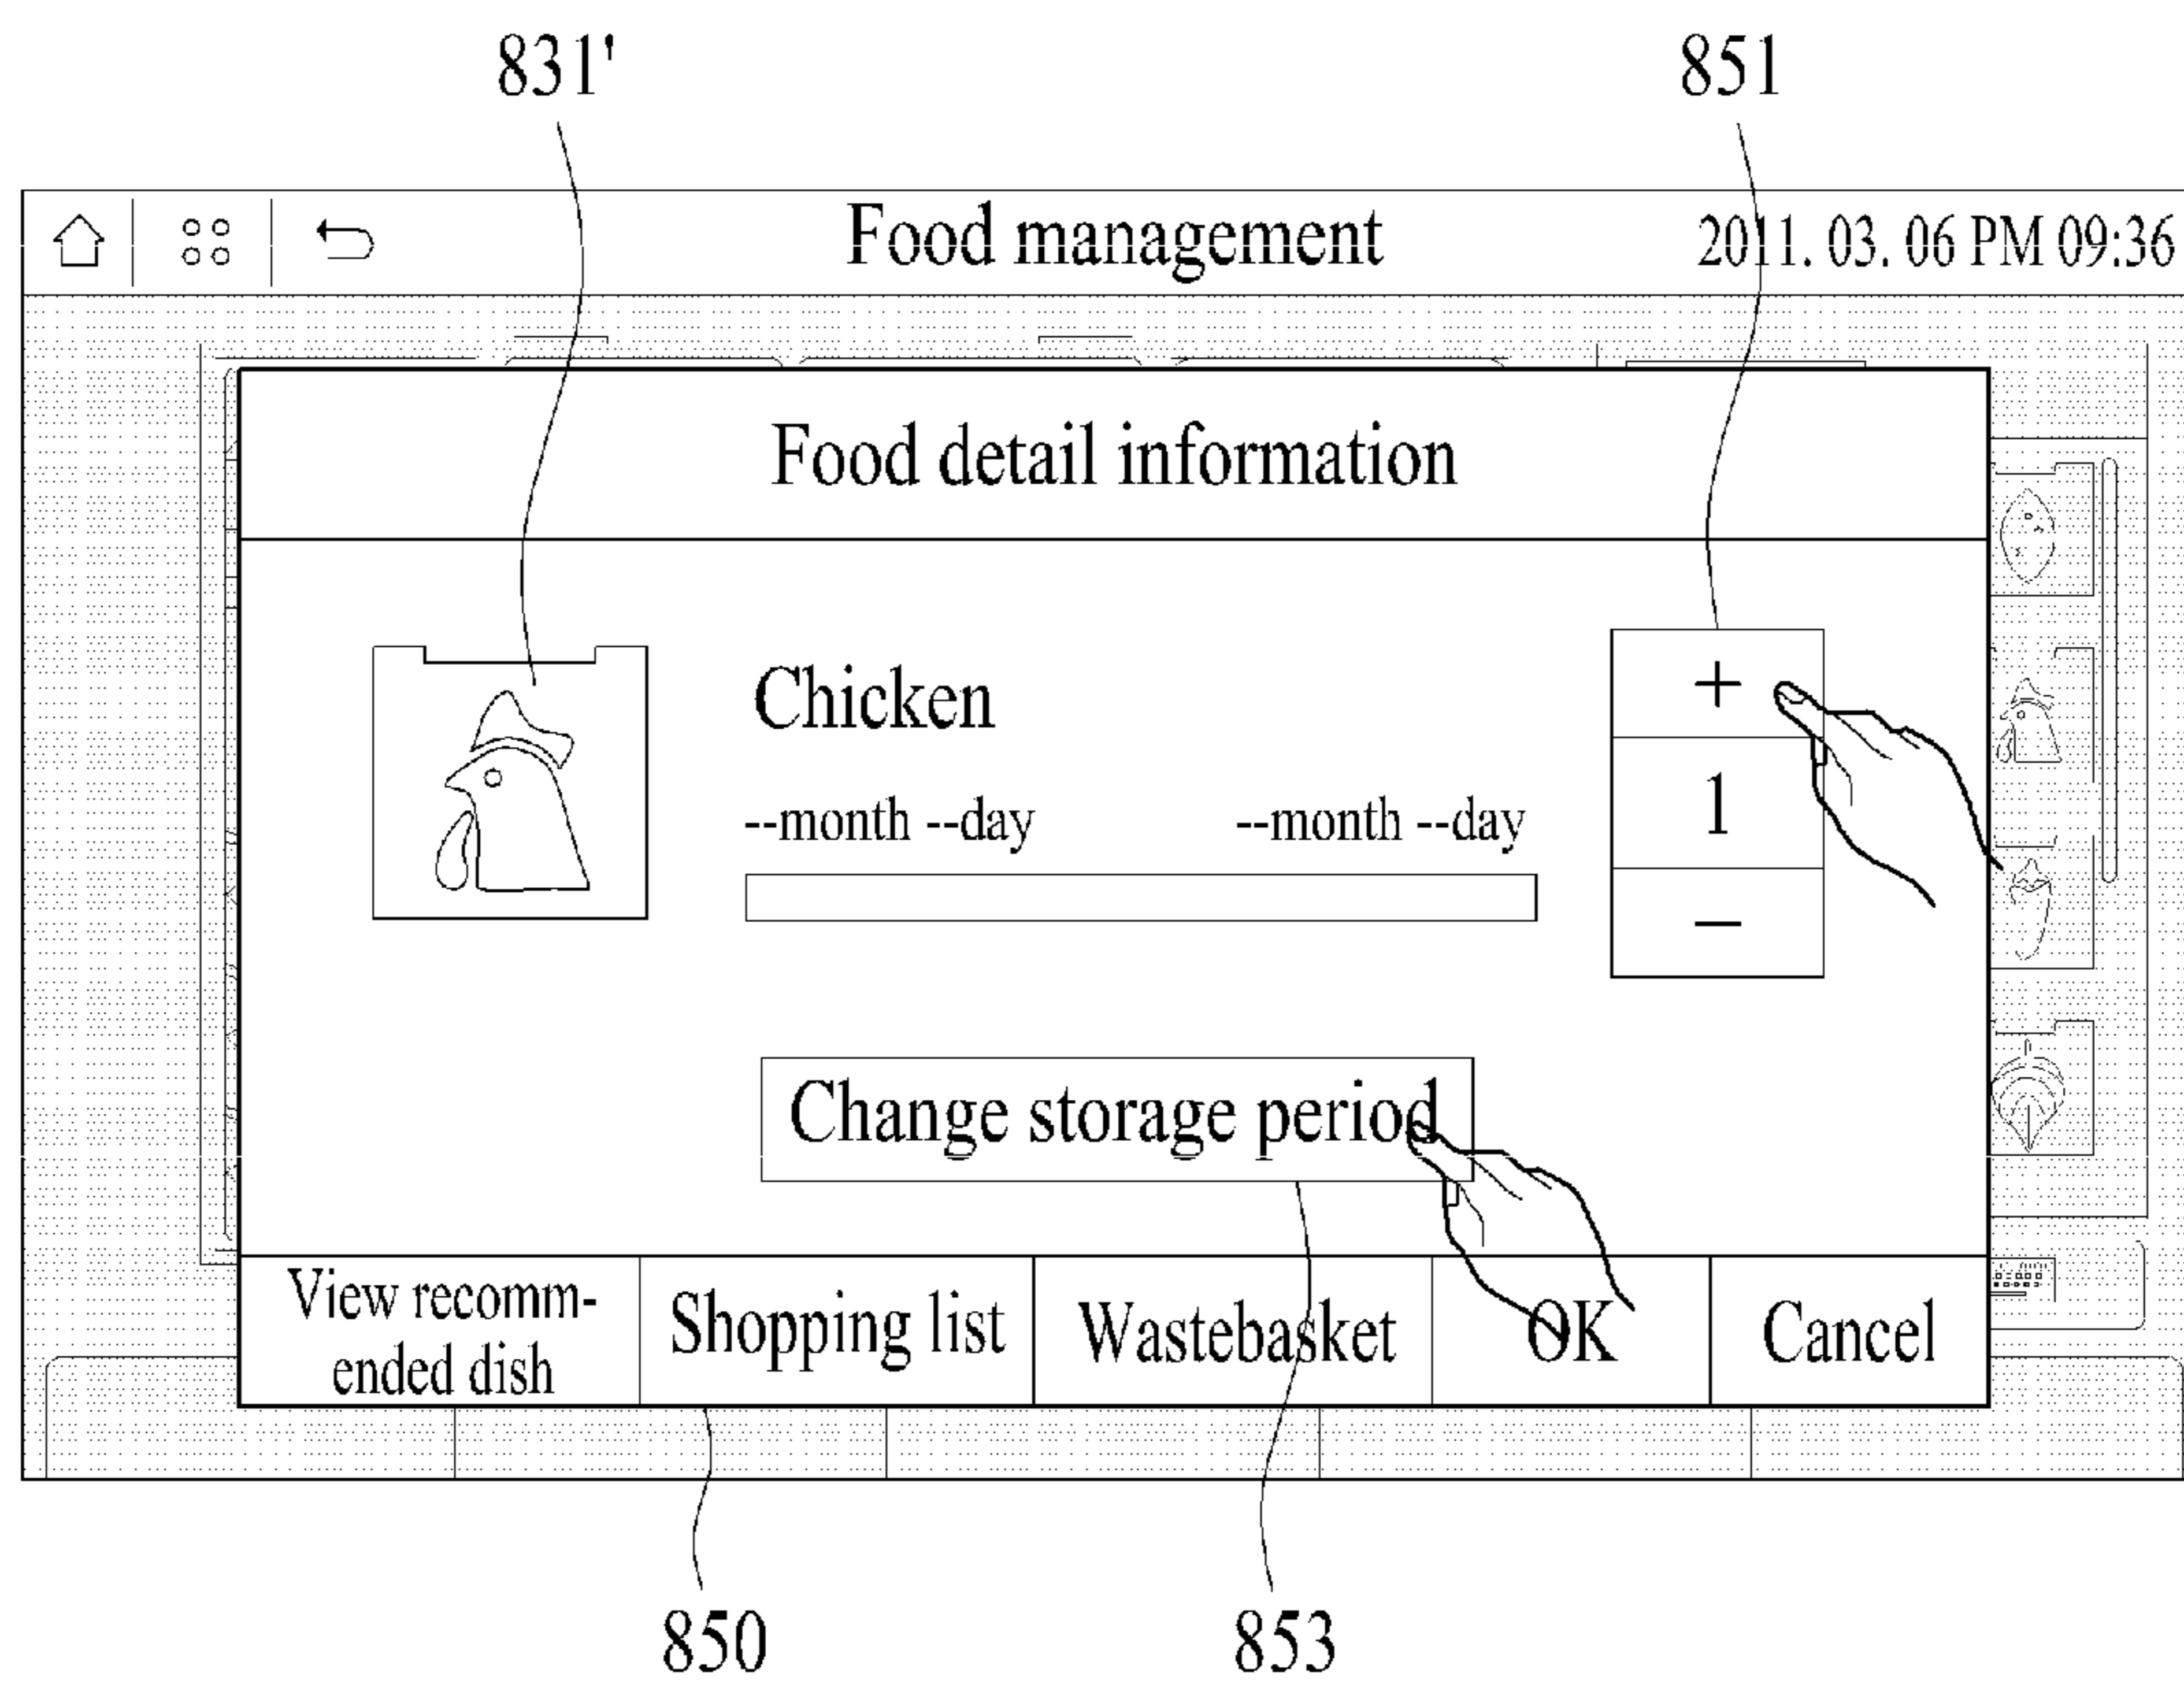 831'
851
Food management
2011. 03. 06 PM 09:36
Food detail information
Chicken
+
1
−
--month --day
--month --day
Change storage period
View recomm-
ended dish
Shopping list
Wastebasket
OK
Cancel
850
853